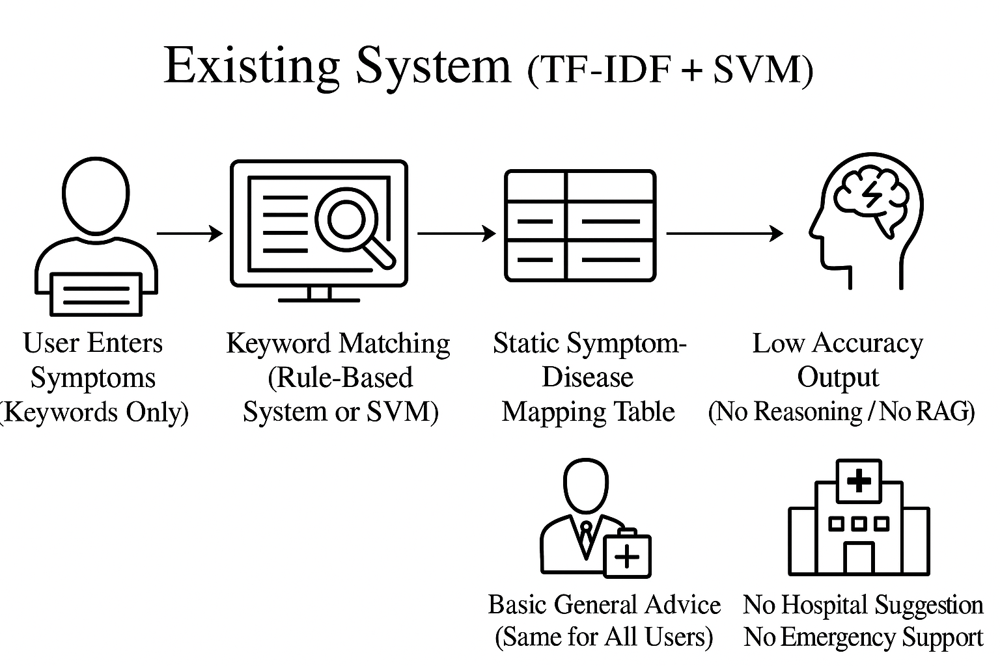 Existing System (TF-IDF + SVM)
User Enters
Symptoms
(Keywords Only)
Keyword Matching
(Rule-Based
System or SVM)
Static Symptom-
Disease
Mapping Table
Low Accuracy
Output
(No Reasoning / No RAG)
Basic General Advice
(Same for All Users)
No Hospital Suggestion
No Emergency Support